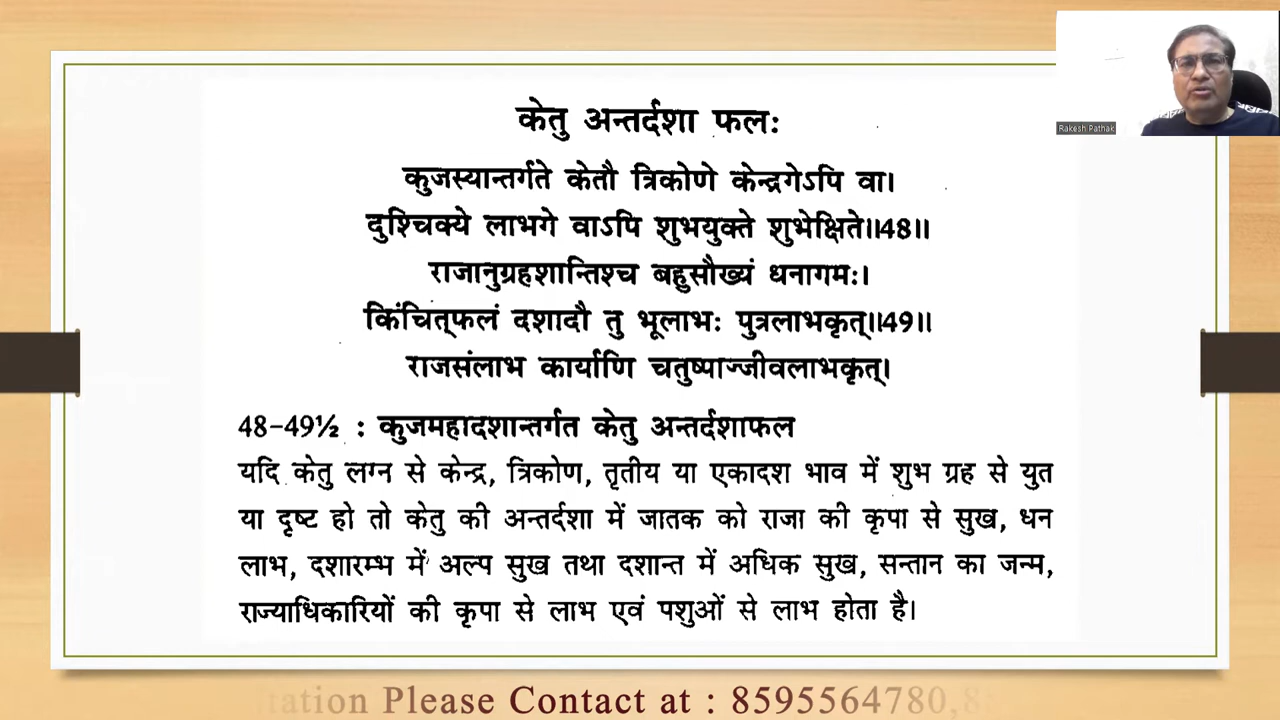 Rakesh Pathak
केतु अन्तर्दशा फलः
कुजस्यान्तर्गते केतौ त्रिकोणे केन्द्रगेऽपि वा।
दुश्चिक्ये लाभगे वाऽपि शुभयुक्ते शुभेक्षिते॥48॥
राजानुग्रहशान्तिश्च बहुसौख्यं धनागमः।
किंचित्फलं दशादौ तु भूलाभः पुत्रलाभकृत्॥49॥
राजसंलाभ कार्याणि चतुष्पाज्जीवलाभकृत्।
48-49½ : कुजमहादशान्तर्गत केतु अन्तर्दशाफल
यदि केतु लग्न से केन्द्र, त्रिकोण, तृतीय या एकादश भाव में शुभ ग्रह से युत
या दृष्ट हो तो केतु की अन्तर्दशा में जातक को राजा की कृपा से सुख, धन
लाभ, दशारम्भ में अल्प सुख तथा दशान्त में अधिक सुख, सन्तान का जन्म,
राज्याधिकारियों की कृपा से लाभ एवं पशुओं से लाभ होता है।
tation Please Contact at : 8595564780,8